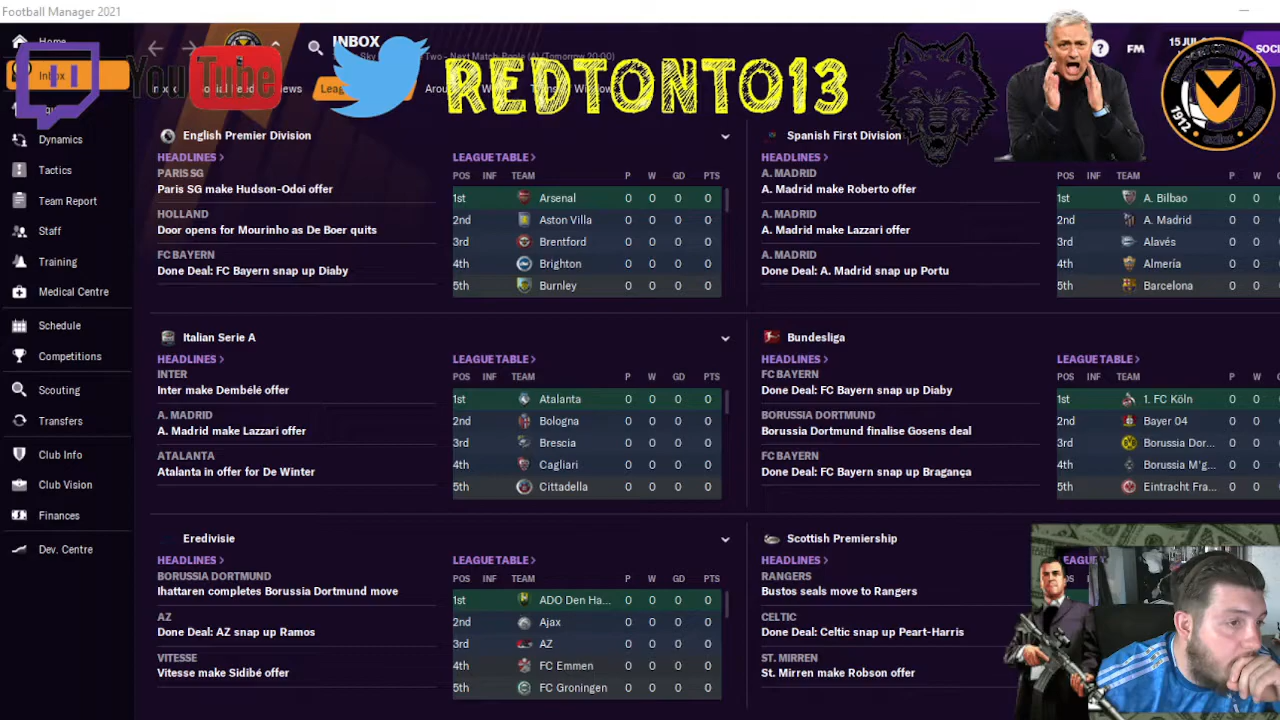 Football Manager 2021
Home
INBOX
Two - Next Match: Poole (A) (Tomorrow 20:00)
FM
15 JUL
SOCI
Inbox
YouTube
REDTONTO13
1912
1989
Dynamics
Tactics
Team Report
Staff
Training
Medical Centre
Schedule
Competitions
Scouting
Transfers
Club Info
Club Vision
Finances
Dev. Centre
English Premier Division
HEADLINES >
PARIS SG
Paris SG make Hudson-Odoi offer
HOLLAND
Door opens for Mourinho as De Boer quits
FC BAYERN
Done Deal: FC Bayern snap up Diaby
LEAGUE TABLE >
POS INF TEAM P W GD PTS
1st Arsenal 0 0 0 0
2nd Aston Villa 0 0 0 0
3rd Brentford 0 0 0 0
4th Brighton 0 0 0 0
5th Burnley 0 0 0 0
Spanish First Division
HEADLINES >
A. MADRID
A. Madrid make Roberto offer
A. MADRID
A. Madrid make Lazzari offer
A. MADRID
Done Deal: A. Madrid snap up Portu
LEAGUE TABLE >
POS INF TEAM P W
1st A. Bilbao 0 0
2nd A. Madrid 0 0
3rd Alavés 0 0
4th Almería 0 0
5th Barcelona 0 0
Italian Serie A
HEADLINES >
INTER
Inter make Dembélé offer
A. MADRID
A. Madrid make Lazzari offer
ATALANTA
Atalanta in offer for De Winter
LEAGUE TABLE >
POS INF TEAM P W GD PTS
1st Atalanta 0 0 0 0
2nd Bologna 0 0 0 0
3rd Brescia 0 0 0 0
4th Cagliari 0 0 0 0
5th Cittadella 0 0 0 0
Bundesliga
HEADLINES >
FC BAYERN
Done Deal: FC Bayern snap up Diaby
BORUSSIA DORTMUND
Borussia Dortmund finalise Gosens deal
FC BAYERN
Done Deal: FC Bayern snap up Bragança
LEAGUE TABLE >
POS INF TEAM P W
1st 1. FC Köln 0 0
2nd Bayer 04 0 0
3rd Borussia Dor... 0 0
4th Borussia M'g... 0 0
5th Eintracht Fra... 0 0
Eredivisie
HEADLINES >
BORUSSIA DORTMUND
Ihattaren completes Borussia Dortmund move
AZ
Done Deal: AZ snap up Ramos
VITESSE
Vitesse make Sidibé offer
LEAGUE TABLE >
POS INF TEAM P W GD PTS
1st ADO Den Ha... 0 0 0 0
2nd Ajax 0 0 0 0
3rd AZ 0 0 0 0
4th FC Emmen 0 0 0 0
5th FC Groningen 0 0 0 0
Scottish Premiership
HEADLINES >
RANGERS
Bustos seals move to Rangers
CELTIC
Done Deal: Celtic snap up Peart-Harris
ST. MIRREN
St. Mirren make Robson offer